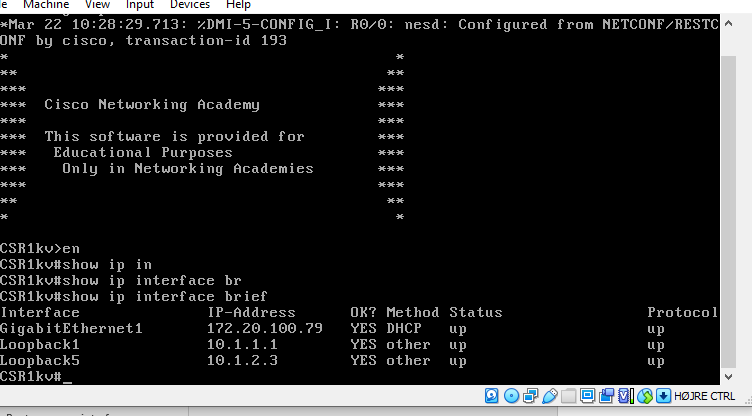 le Machine View Input Devices Help
*Mar 22 10:28:29.713: %DMI-5-CONFIG_I: R0/0: nesd: Configured from NETCONF/RESTC
ONF by cisco, transaction-id 193
* *
** **
*** ***
*** Cisco Networking Academy ***
*** ***
*** This software is provided for ***
*** Educational Purposes ***
*** Only in Networking Academies ***
*** ***
** **
* *
CSR1kv>en
CSR1kv#show ip in
CSR1kv#show ip interface br
CSR1kv#show ip interface brief
Interface IP-Address OK? Method Status Protocol
GigabitEthernet1 172.20.100.79 YES DHCP up up
Loopback1 10.1.1.1 YES other up up
Loopback5 10.1.2.3 YES other up up
CSR1kv#_
HØJRE CTRL